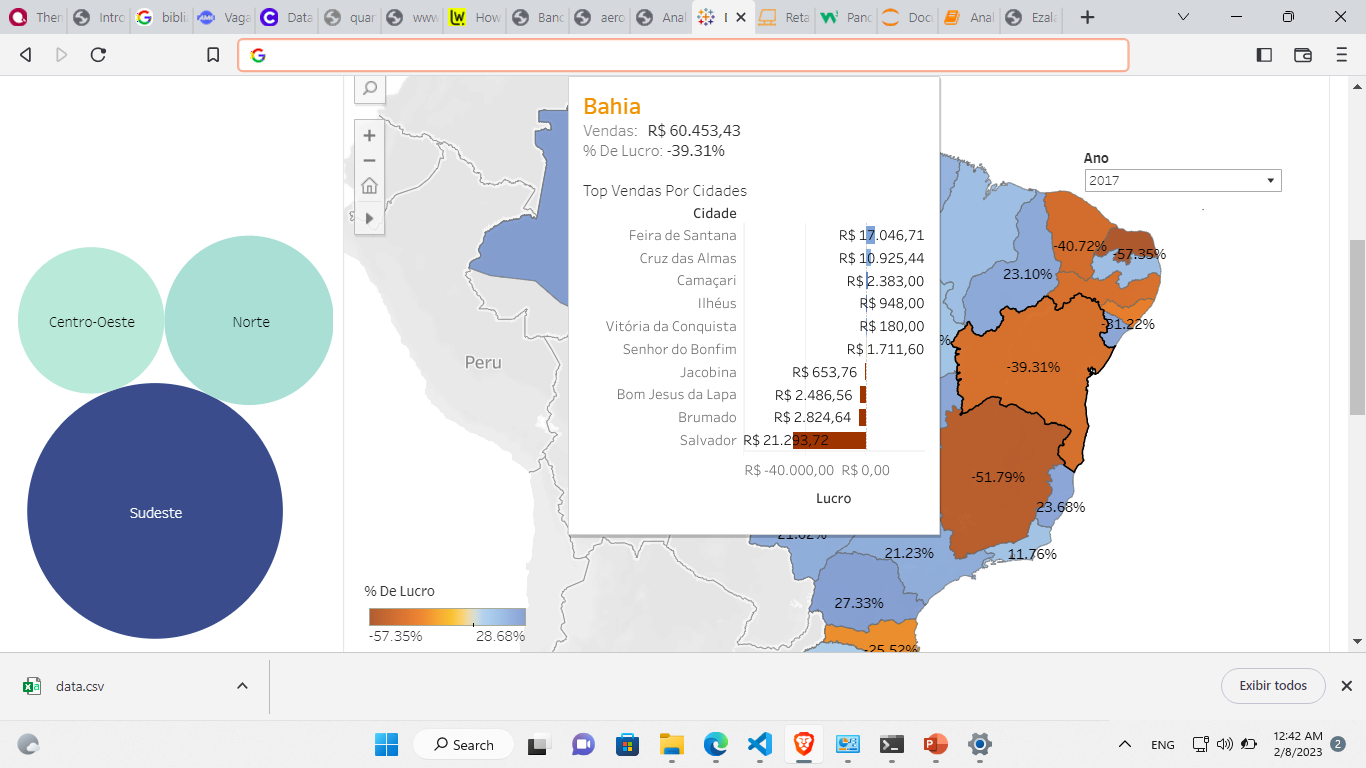 Ther
Intro
bibli
Vaga
Data
quar
www
How
Banc
aero
Anal
Reta
Pand
Docu
Anal
Ezal
Bahia
Vendas: R$ 60.453,43
% De Lucro: -39.31%
Top Vendas Por Cidades
Cidade
Feira de Santana R$ 17.046,71
Cruz das Almas R$ 10.925,44
Camaçari R$ 2.383,00
Ilhéus R$ 948,00
Vitória da Conquista R$ 180,00
Senhor do Bonfim R$ 1.711,60
Jacobina R$ 653,76
Bom Jesus da Lapa R$ 2.486,56
Brumado R$ 2.824,64
Salvador R$ 21.293,72
R$ -40.000,00 R$ 0,00
Lucro
Ano
2017
Centro-Oeste
Norte
Sudeste
Peru
-40.72%
-57.35%
23.10%
-31.22%
-39.31%
-51.79%
23.68%
21.23%
11.76%
27.33%
-25.52%
% De Lucro
-57.35% 28.68%
data.csv
Exibir todos
Search
ENG
12:42 AM
2/8/2023
2